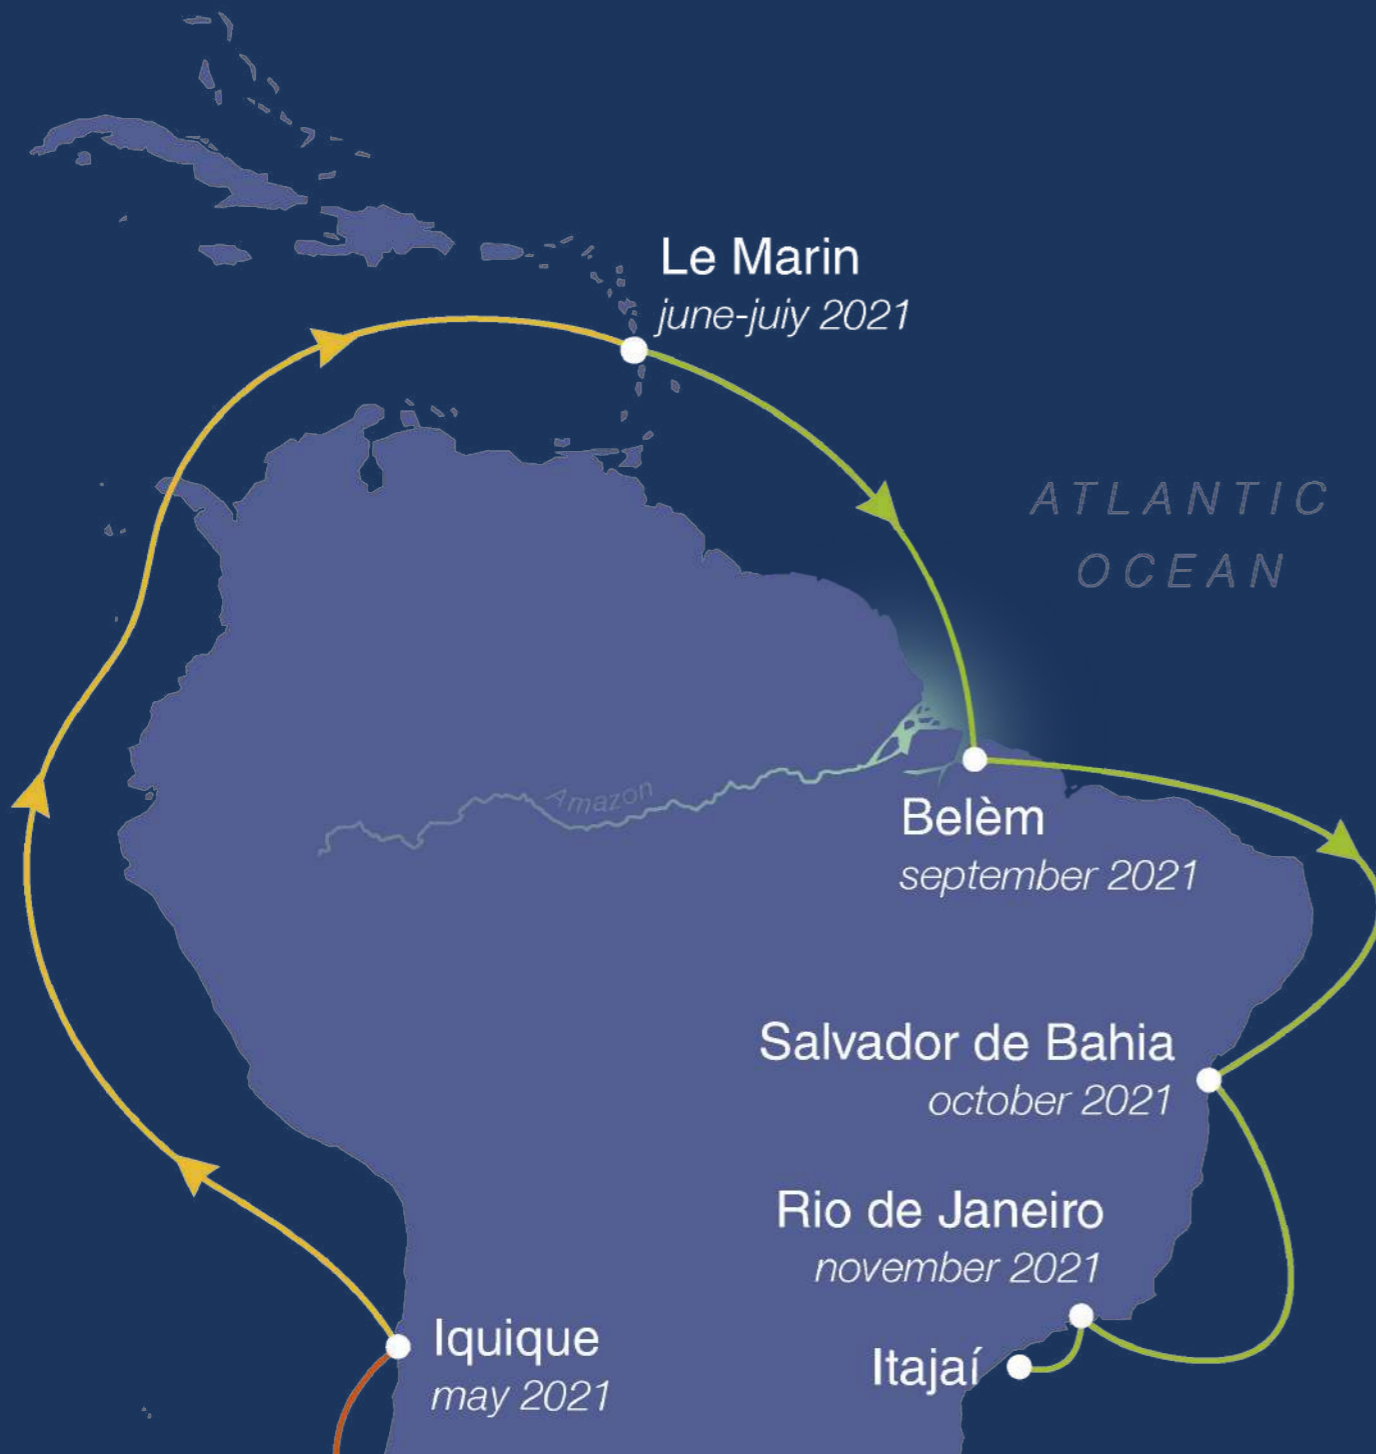 Le Marin
june-juiy 2021
ATLANTIC
OCEAN
Amazon
Belèm
september 2021
Salvador de Bahia
october 2021
Rio de Janeiro
november 2021
Iquique
may 2021
Itajaí